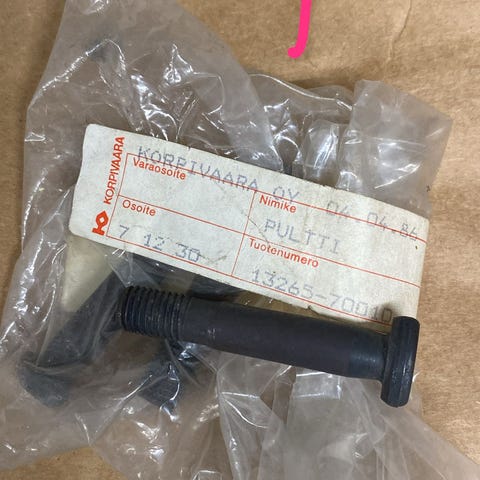 KORPIVAARA
KORPIVAARA OY 04.04.84
Varaosoite
Nimike
PULTTI
Osoite
7 12 30
Tuotenumero
13265-70010